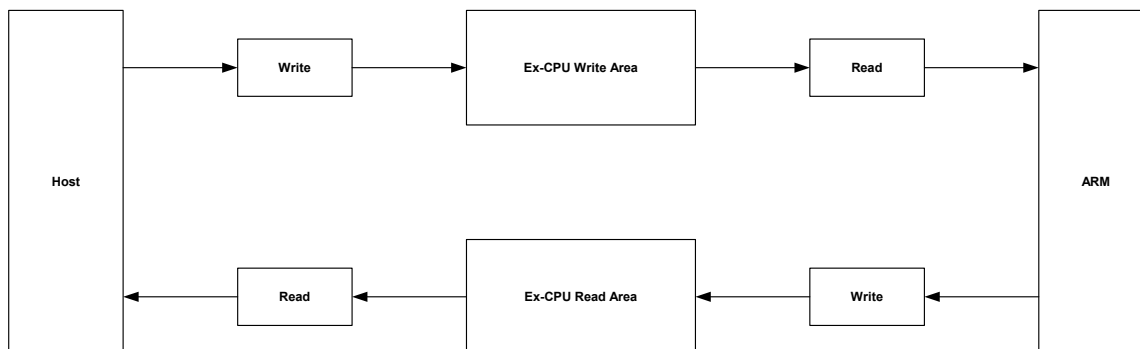 Write
Ex-CPU Write Area
Read
Host
ARM
Read
Ex-CPU Read Area
Write